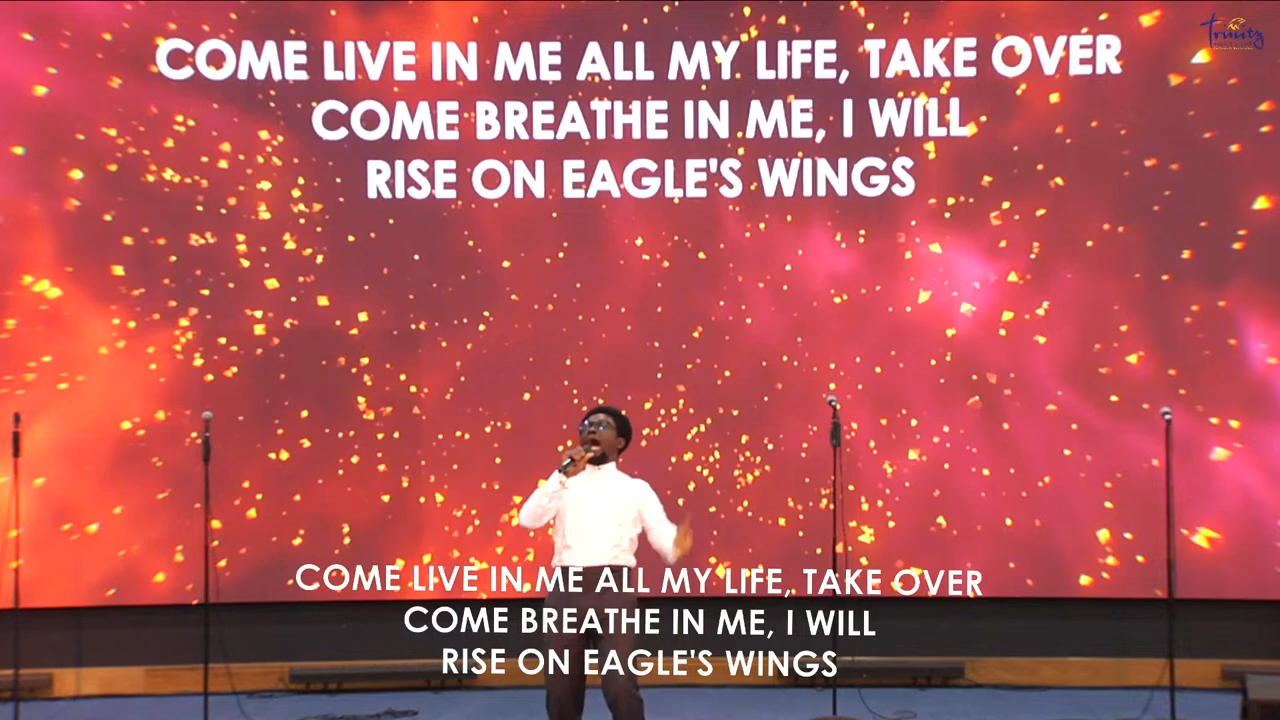 trinity
COME LIVE IN ME ALL MY LIFE, TAKE OVER
COME BREATHE IN ME, I WILL
RISE ON EAGLE'S WINGS
COME LIVE IN ME ALL MY LIFE, TAKE OVER
COME BREATHE IN ME, I WILL
RISE ON EAGLE'S WINGS